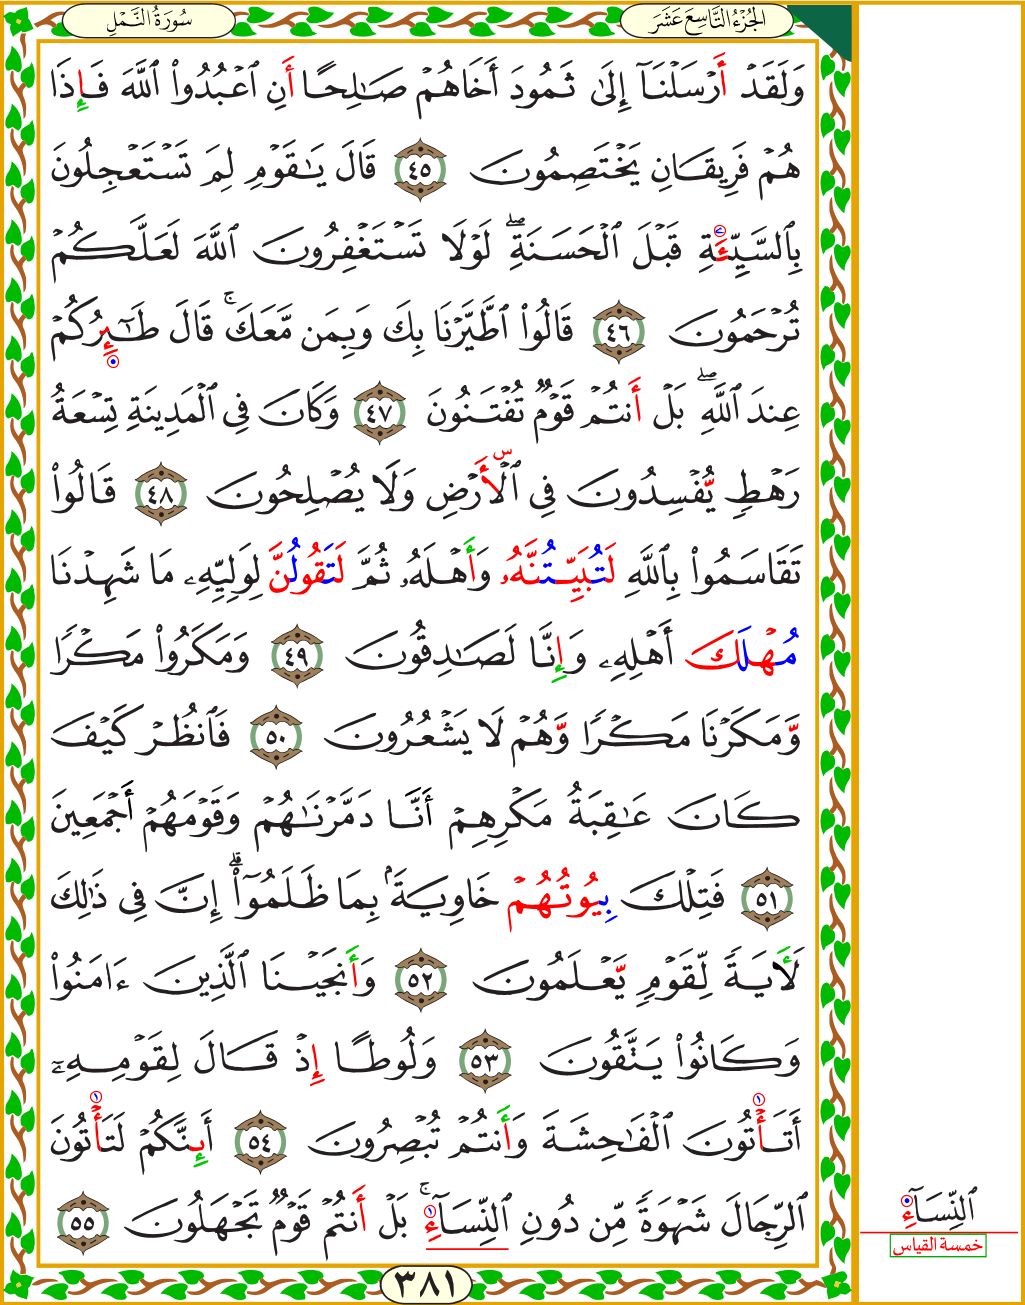 الجُزْءُ التَّاسِعَ عَشَرَ
سُورَةُ النَّمْلِ
وَلَقَدْ أَرْسَلْنَآ إِلَىٰ ثَمُودَ أَخَاهُمْ صَـٰلِحًا أَنِ ٱعْبُدُوا۟ ٱللَّهَ فَإِذَا
هُمْ فَرِيقَـانِ يَخْتَصِمُونَ ٤٥ قَالَ يَـٰقَوْمِ لِمَ تَسْتَعْجِلُونَ
بِٱلسَّيِّئَةِ قَبْلَ ٱلْحَسَنَةِ ۖ لَوْلَا تَسْتَغْفِرُونَ ٱللَّهَ لَعَلَّكُمْ
تُرْحَمُونَ ٤٦ قَالُوا۟ ٱطَّيَّرْنَا بِكَ وَبِمَن مَّعَكَ ۚ قَالَ طَـٰٓئِرُكُمْ
عِندَ ٱللَّهِ ۖ بَلْ أَنتُمْ قَوْمٌ تُفْتَنُونَ ٤٧ وَكَانَ فِى ٱلْمَدِينَةِ تِسْعَةُ
رَهْطٍ يُفْسِدُونَ فِى ٱلْأَرْضِ وَلَا يُصْلِحُونَ ٤٨ قَالُوا۟
تَقَاسَمُوا۟ بِٱللَّهِ لَتُبَيِّتُنَّهُۥ وَأَهْلَهُۥ ثُمَّ لَتَقُولُنَّ لِوَلِيِّهِۦ مَا شَهِدْنَا
مُهْلَكَ أَهْلِهِۦ وَإِنَّا لَصَـٰدِقُونَ ٤٩ وَمَكَرُوا۟ مَكْرًا
وَمَكَرْنَا مَكْرًا وَهُمْ لَا يَشْعُرُونَ ٥٠ فَٱنظُرْ كَيْفَ
كَانَ عَـٰقِبَةُ مَكْرِهِمْ أَنَّا دَمَّرْنَـٰهُمْ وَقَوْمَهُمْ أَجْمَعِينَ
٥١ فَتِلْكَ بِيُوتُهُمْ خَاوِيَةًۢ بِمَا ظَلَمُوٓا۟ ۗ إِنَّ فِى ذَٰلِكَ
لَـَٔايَةً لِّقَوْمٍ يَعْلَمُونَ ٥٢ وَأَنجَيْنَا ٱلَّذِينَ ءَامَنُوا۟
وَكَانُوا۟ يَتَّقُونَ ٥٣ وَلُوطًا إِذْ قَالَ لِقَوْمِهِۦٓ
أَتَأْتُونَ ٱلْفَـٰحِشَةَ وَأَنتُمْ تُبْصِرُونَ ٥٤ أَئِنَّكُمْ لَتَأْتُونَ
ٱلرِّجَالَ شَهْوَةً مِّن دُونِ ٱلنِّسَآءِ ۚ بَلْ أَنتُمْ قَوْمٌ تَجْهَلُونَ ٥٥
ٱلنِّسَآءِ
خمسة القياس
٣٨١